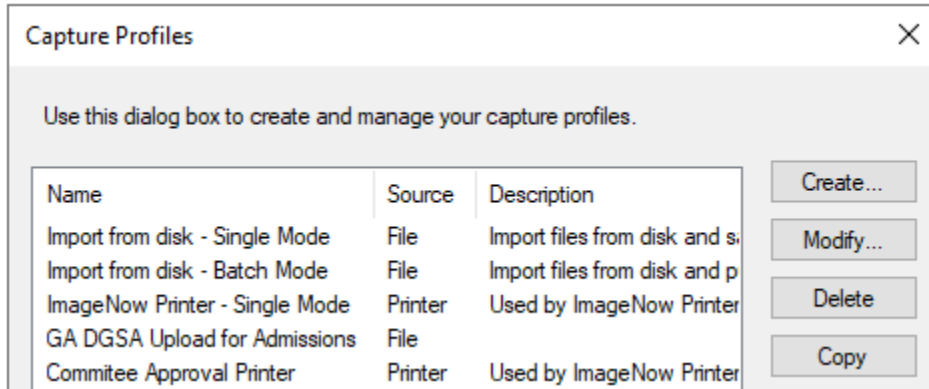 Capture Profiles
Use this dialog box to create and manage your capture profiles.
Name Source Description
Import from disk - Single Mode File Import files from disk and
Import from disk - Batch Mode File Import files from disk and
ImageNow Printer - Single Mode Printer Used by ImageNow Printer
GA DGSA Upload for Admissions File
Commitee Approval Printer Printer Used by ImageNow Printer
Create...
Modify...
Delete
Copy